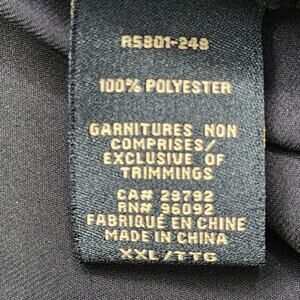 RS801-248
100% POLYESTER
GARNITURES NON
COMPRISES/
EXCLUSIVE OF
TRIMMINGS
CA# 29792
RN# 96092
FABRIQUÉ EN CHINE
MADE IN CHINA
XXL/TTG